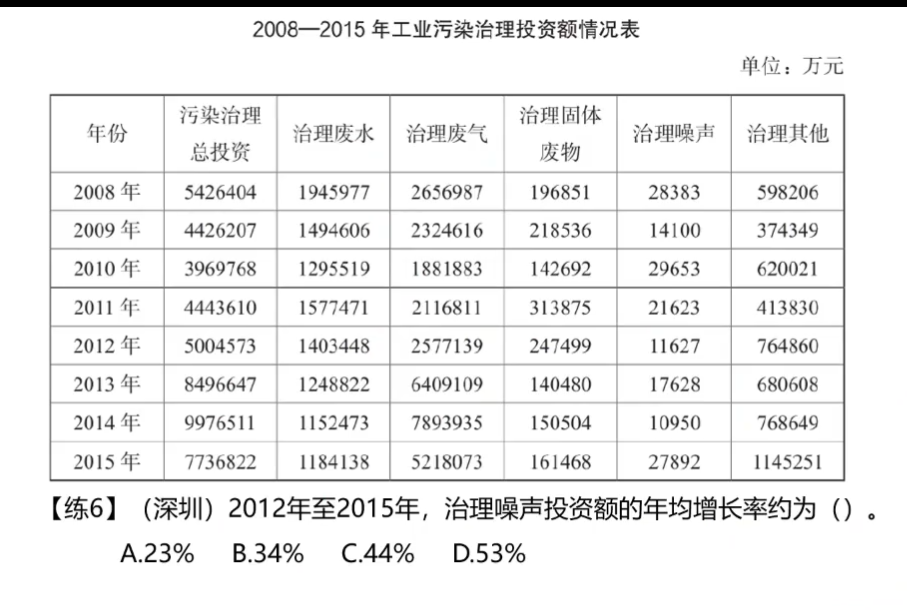 2008—2015 年工业污染治理投资额情况表
单位：万元
年份 污染治理总投资 治理废水 治理废气 治理固体废物 治理噪声 治理其他
2008 年 5426404 1945977 2656987 196851 28383 598206
2009 年 4426207 1494606 2324616 218536 14100 374349
2010 年 3969768 1295519 1881883 142692 29653 620021
2011 年 4443610 1577471 2116811 313875 21623 413830
2012 年 5004573 1403448 2577139 247499 11627 764860
2013 年 8496647 1248822 6409109 140480 17628 680608
2014 年 9976511 1152473 7893935 150504 10950 768649
2015 年 7736822 1184138 5218073 161468 27892 1145251
【练6】（深圳）2012年至2015年，治理噪声投资额的年均增长率约为（）。
A.23% B.34% C.44% D.53%